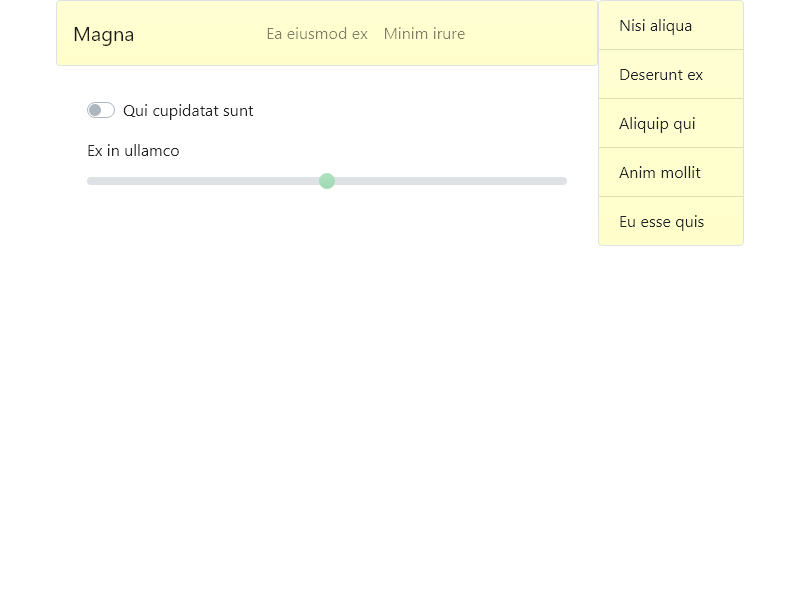 Magna
Ea eiusmod ex
Minim irure
Qui cupidatat sunt
Ex in ullamco
Nisi aliqua
Deserunt ex
Aliquip qui
Anim mollit
Eu esse quis